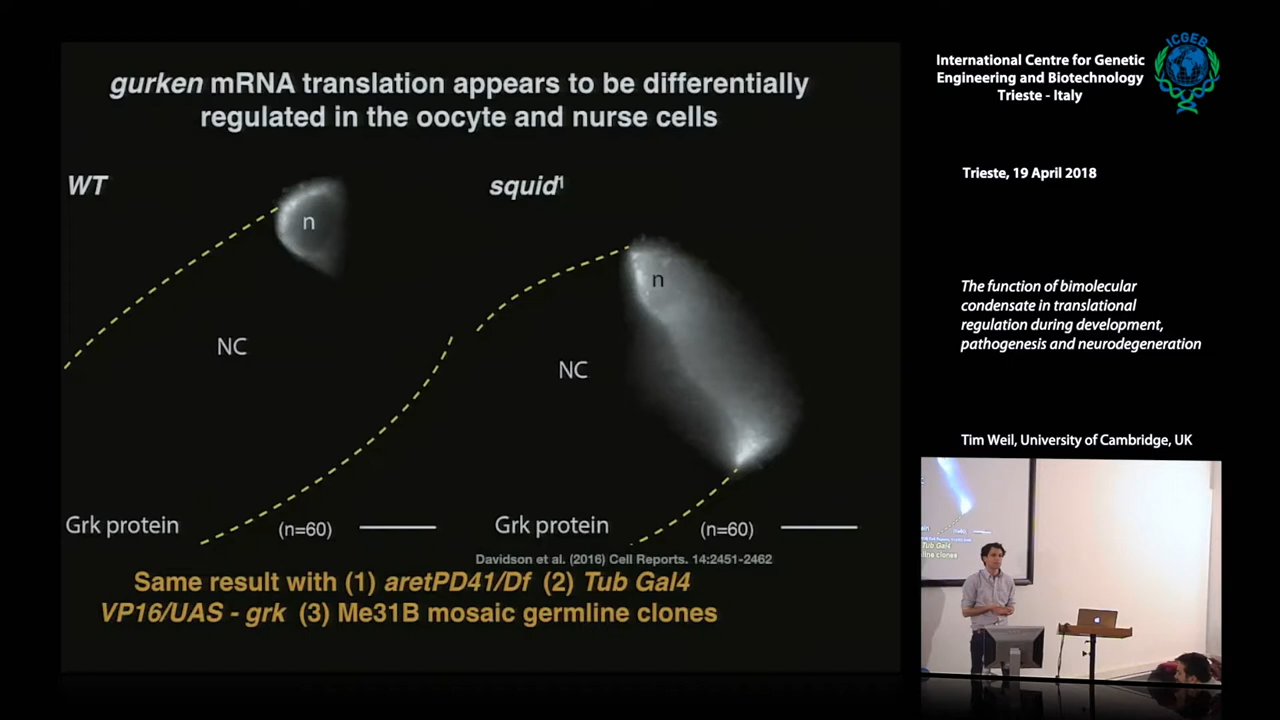 gurken mRNA translation appears to be differentially
regulated in the oocyte and nurse cells
WT
n
NC
Grk protein
(n=60)
squid1
n
NC
Grk protein
(n=60)
Davidson et al. (2016) Cell Reports. 14:2451-2462
Same result with (1) aretPD41/Df (2) Tub Gal4
VP16/UAS - grk (3) Me31B mosaic germline clones
ICGEB
International Centre for Genetic
Engineering and Biotechnology
Trieste - Italy
Trieste, 19 April 2018
The function of bimolecular
condensate in translational
regulation during development,
pathogenesis and neurodegeneration
Tim Weil, University of Cambridge, UK
Tub Gal4